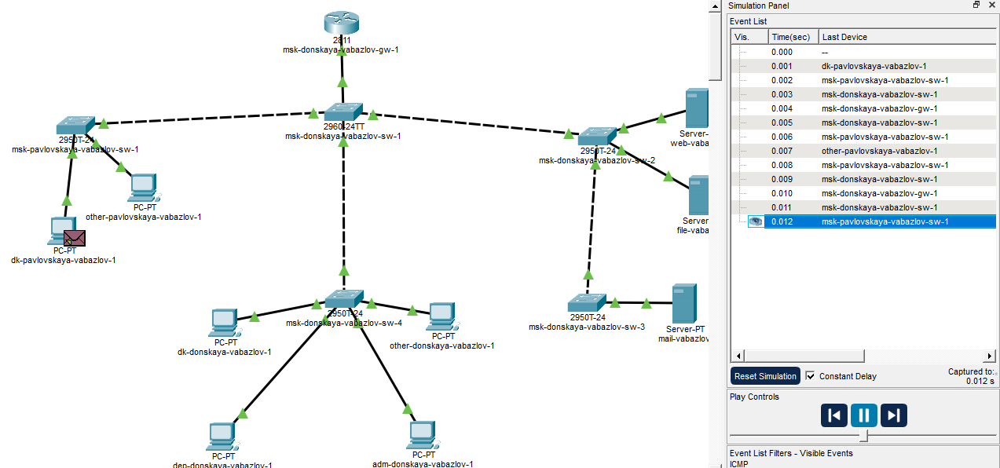 Simulation Panel
Event List
Vis. Time(sec) Last Device
0.000 --
0.001 dk-pavlovskaya-vabazlov-1
0.002 msk-pavlovskaya-vabazlov-sw-1
0.003 msk-donskaya-vabazlov-sw-1
0.004 msk-donskaya-vabazlov-gw-1
0.005 msk-donskaya-vabazlov-sw-1
0.006 msk-pavlovskaya-vabazlov-sw-1
0.007 other-pavlovskaya-vabazlov-1
0.008 msk-pavlovskaya-vabazlov-sw-1
0.009 msk-donskaya-vabazlov-sw-1
0.010 msk-donskaya-vabazlov-gw-1
0.011 msk-donskaya-vabazlov-sw-1
0.012 msk-pavlovskaya-vabazlov-sw-1
Reset Simulation
Constant Delay
Captured to:
0.012 s
Play Controls
Event List Filters - Visible Events
ICMP
2811
msk-donskaya-vabazlov-gw-1
2960-24TT
msk-donskaya-vabazlov-sw-1
2950T-24
msk-pavlovskaya-vabazlov-sw-1
PC-PT
other-pavlovskaya-vabazlov-1
PC-PT
dk-pavlovskaya-vabazlov-1
2950T-24
msk-donskaya-vabazlov-sw-2
Server-
web-vaba
Server
file-vaba
2950T-24
msk-donskaya-vabazlov-sw-3
Server-PT
mail-vabazlov
2950T-24
msk-donskaya-vabazlov-sw-4
PC-PT
dk-donskaya-vabazlov-1
PC-PT
other-donskaya-vabazlov-1
PC-PT
dep-donskaya-vabazlov-1
PC-PT
adm-donskaya-vabazlov-1